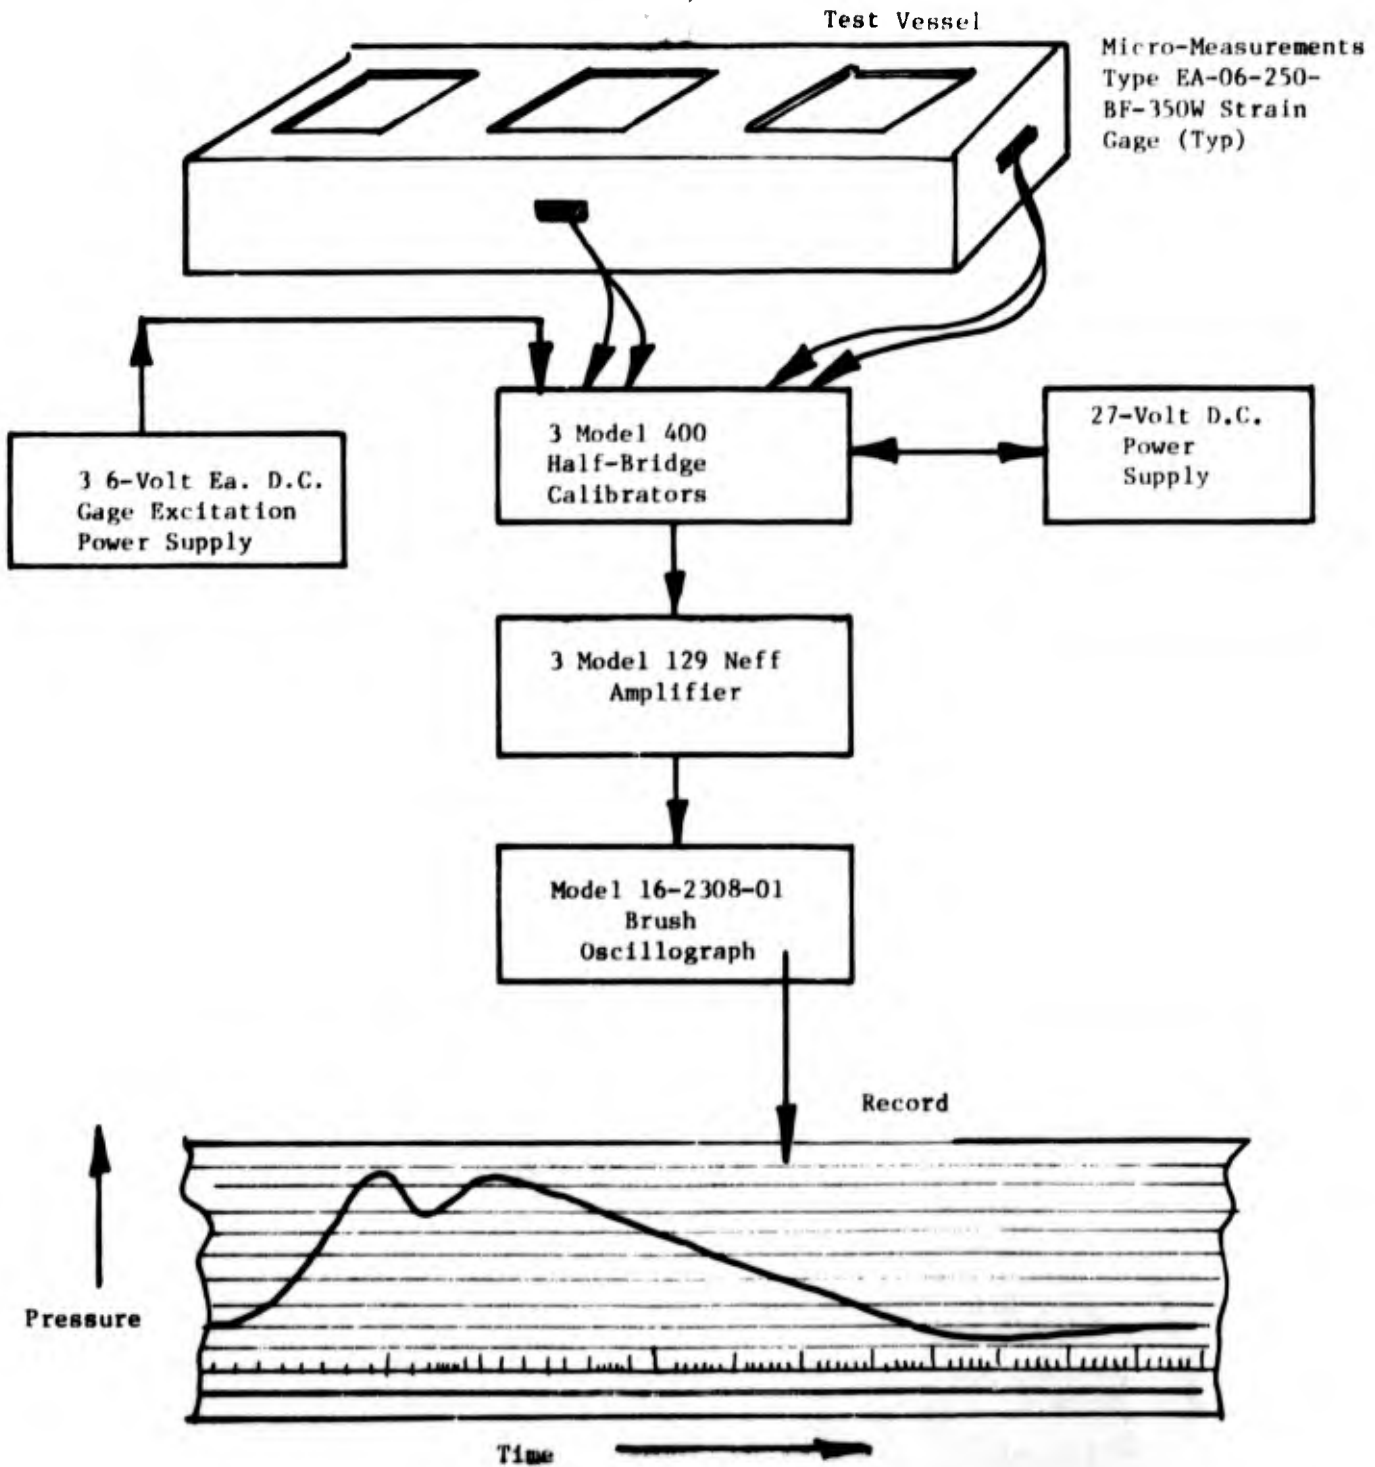 Test Vessel
Micro-Measurements
Type EA-06-250-
BF-350W Strain
Gage (Typ)
3 6-Volt Ea. D.C.
Gage Excitation
Power Supply
3 Model 400
Half-Bridge
Calibrators
27-Volt D.C.
Power
Supply
3 Model 129 Neff
Amplifier
Model 16-2308-01
Brush
Oscillograph
Record
Pressure
Time